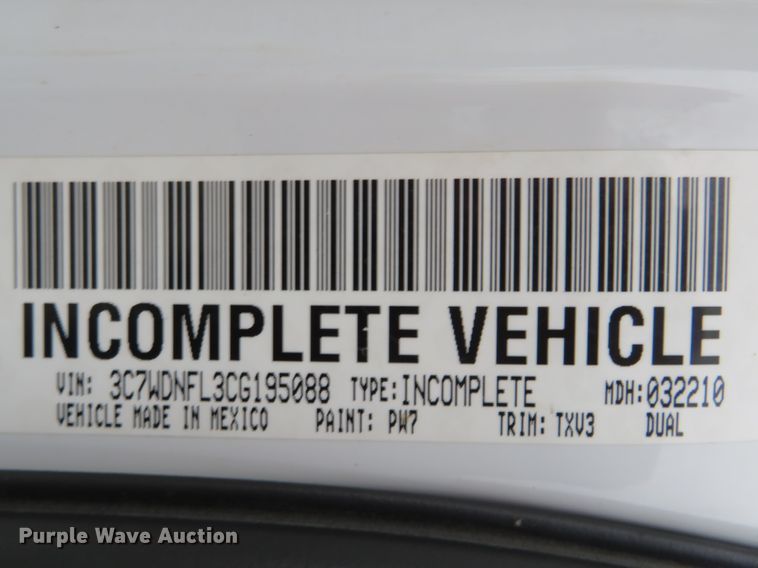 INCOMPLETE VEHICLE
VIN: 3C7WDNFL3CG195088 TYPE: INCOMPLETE MDH: 032210
VEHICLE MADE IN MEXICO PAINT: PW7 TRIM: TXV3 DUAL
Purple Wave Auction